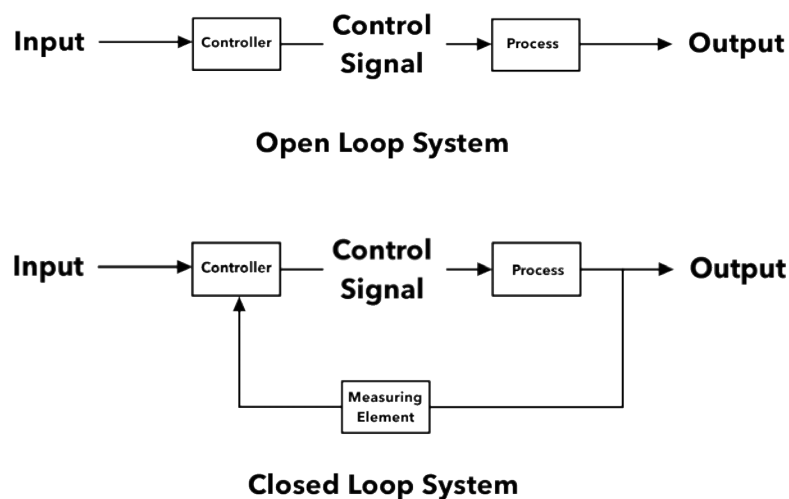 Input
Controller
Control
Signal
Process
Output
Open Loop System
Input
Controller
Control
Signal
Process
Output
Measuring
Element
Closed Loop System